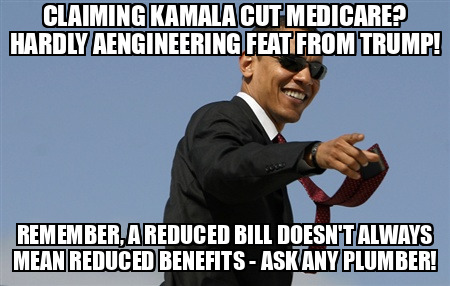 CLAIMING KAMALA CUT MEDICARE?
HARDLY AENGINEERING FEAT FROM TRUMP!
REMEMBER, A REDUCED BILL DOESN'T ALWAYS
MEAN REDUCED BENEFITS - ASK ANY PLUMBER!